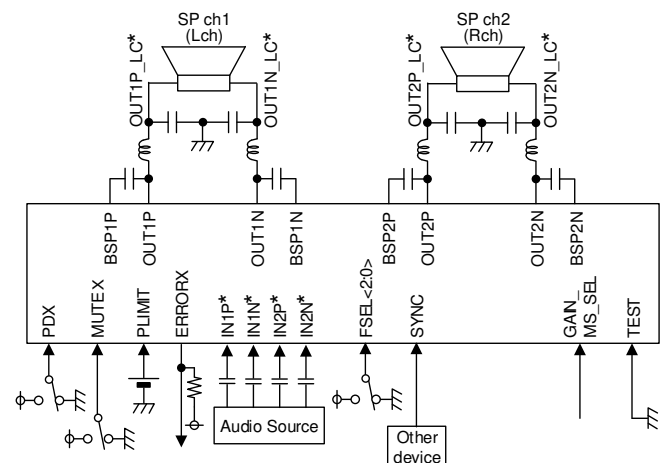 SP ch1
(Lch)
SP ch2
(Rch)
OUT1P_LC*
OUT1N_LC*
OUT2P_LC*
OUT2N_LC*
BSP1P
OUT1P
OUT1N
BSP1N
BSP2P
OUT2P
OUT2N
BSP2N
PDX
MUTEX
PLIMIT
ERRORX
IN1P*
IN1N*
IN2P*
IN2N*
FSEL<2:0>
SYNC
GAIN_
MS_SEL
TEST
Audio Source
Other
device